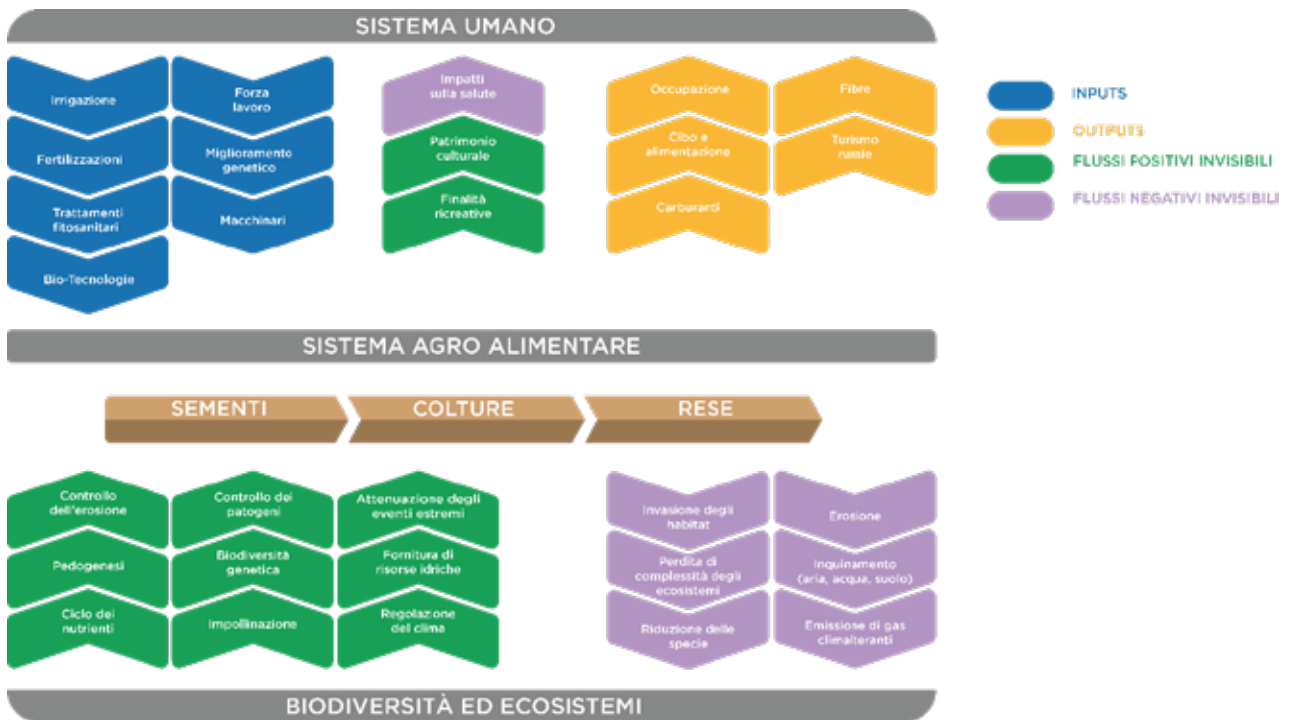 SISTEMA UMANO
Irrigazione
Fertilizzazioni
Trattamenti
fitosanitari
Bio-Tecnologie
Forza
lavoro
Miglioramento
genetico
Macchinari
Impatti
sulla salute
Patrimonio
culturale
Finalità
ricreative
Occupazione
Cibo e
alimentazione
Carburanti
Fibre
Turismo
rurale
INPUTS
OUTPUTS
FLUSSI POSITIVI INVISIBILI
FLUSSI NEGATIVI INVISIBILI
SISTEMA AGRO ALIMENTARE
SEMENTI
COLTURE
RESE
Controllo
dell'erosione
Pedogenesi
Ciclo dei
nutrienti
Controllo dei
patogeni
Biodiversità
genetica
Impollinazione
Attenuazione degli
eventi estremi
Fornitura di
risorse idriche
Regolazione
del clima
Invasione degli
habitat
Perdita di
complessità degli
ecosistemi
Riduzione delle
specie
Erosione
Inquinamento
(aria, acqua, suolo)
Emissione di gas
climalteranti
BIODIVERSITÀ ED ECOSISTEMI